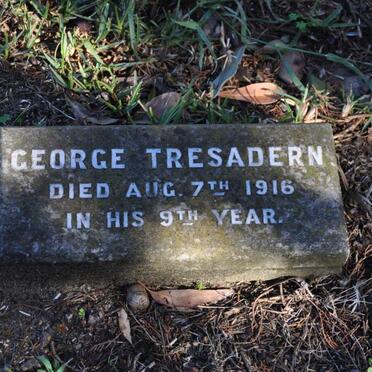 GEORGE TRESADERN.
DIED AUG. 7TH 1916
IN HIS 9TH YEAR.